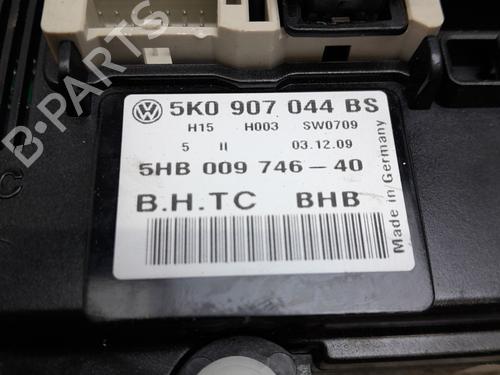 5K0 907 044 BS
H15 H003 SW0709
5 II 03.12.09
5HB 009 746-40
B.H.TC BHB
Made in Germany
B-PARTS